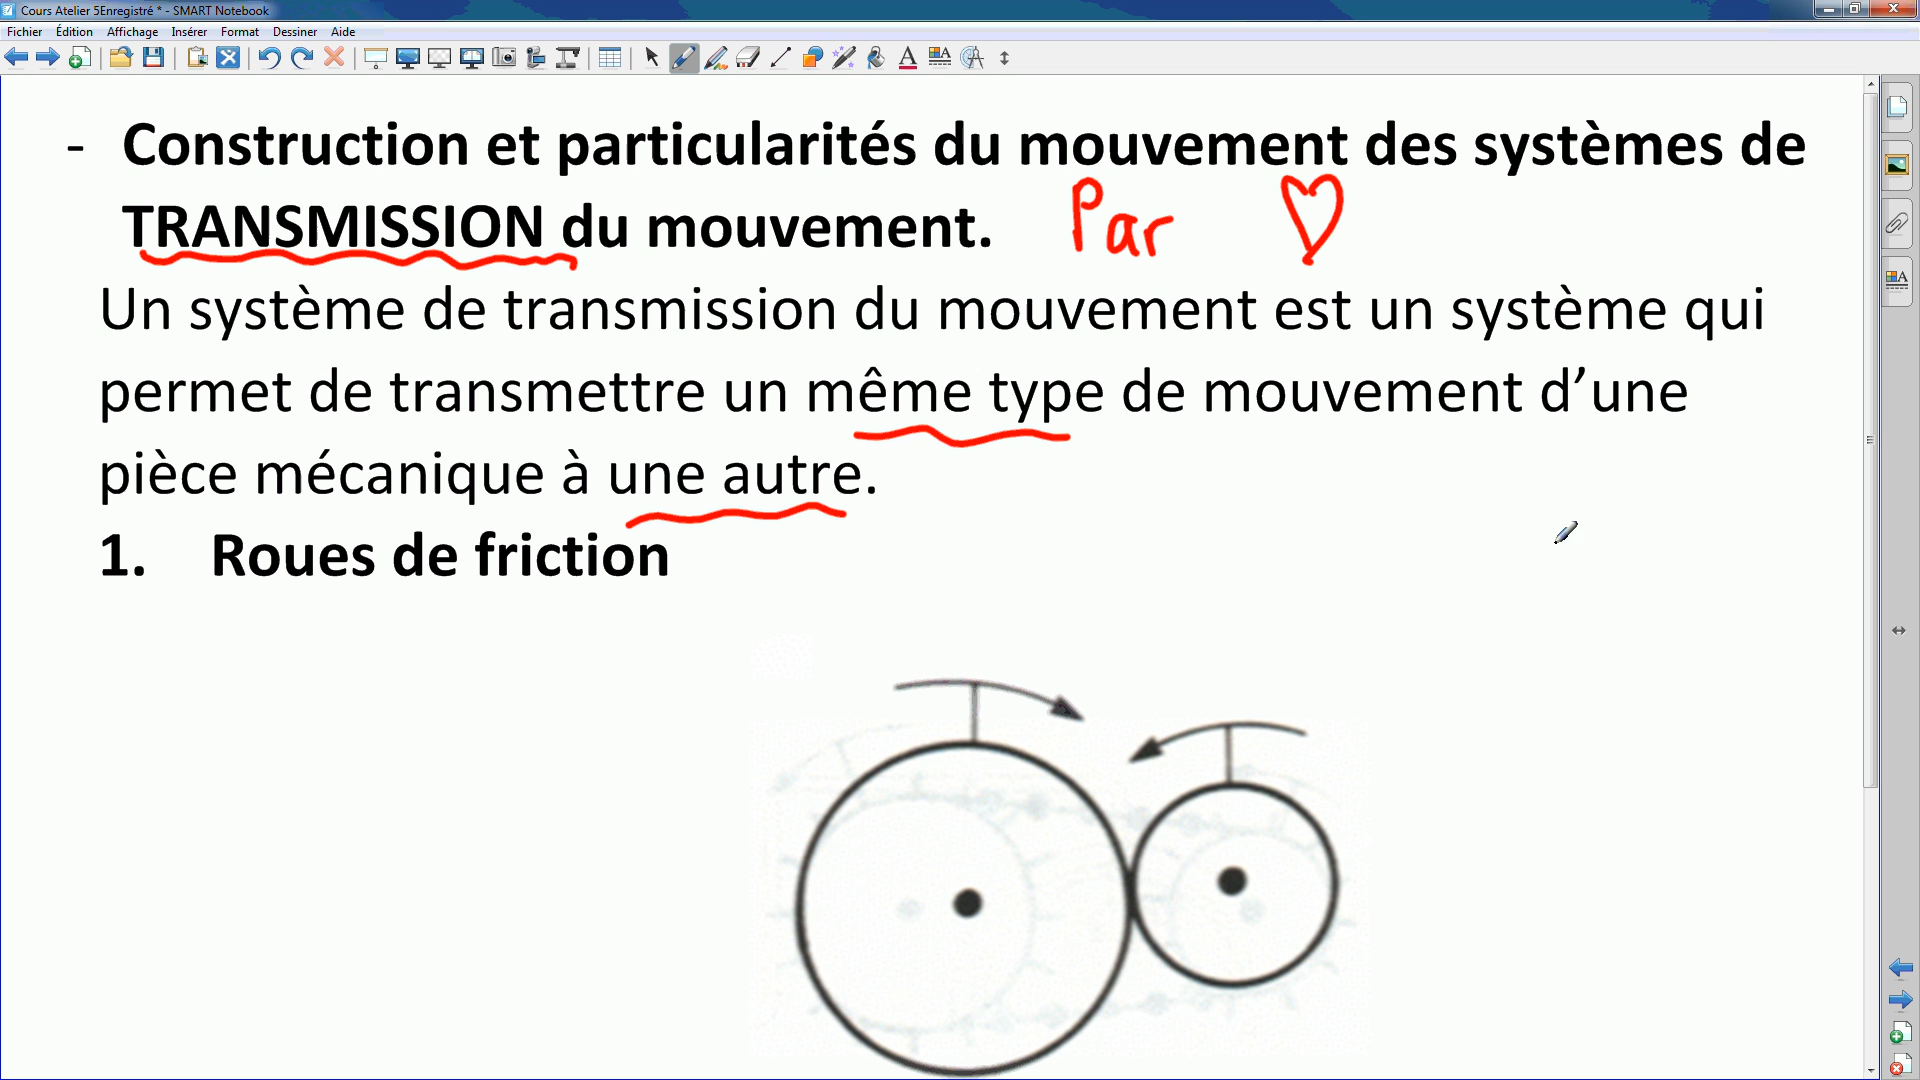 Cours Atelier 5Enregistré * - SMART Notebook
Fichier Édition Affichage Insérer Format Dessiner Aide
- Construction et particularités du mouvement des systèmes de
TRANSMISSION du mouvement. Par ♡
Un système de transmission du mouvement est un système qui
permet de transmettre un même type de mouvement d’une
pièce mécanique à une autre.
1. Roues de friction